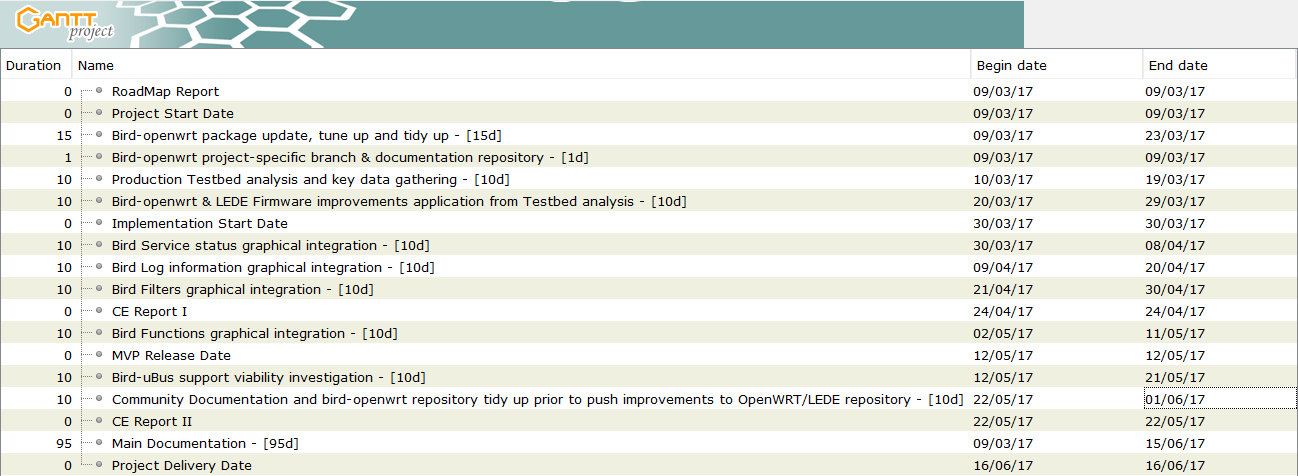 GANTT
project
Duration Name Begin date End date
0 RoadMap Report 09/03/17 09/03/17
0 Project Start Date 09/03/17 09/03/17
15 Bird-openwrt package update, tune up and tidy up - [15d] 09/03/17 23/03/17
1 Bird-openwrt project-specific branch & documentation repository - [1d] 09/03/17 09/03/17
10 Production Testbed analysis and key data gathering - [10d] 10/03/17 19/03/17
10 Bird-openwrt & LEDE Firmware improvements application from Testbed analysis - [10d] 20/03/17 29/03/17
0 Implementation Start Date 30/03/17 30/03/17
10 Bird Service status graphical integration - [10d] 30/03/17 08/04/17
10 Bird Log information graphical integration - [10d] 09/04/17 20/04/17
10 Bird Filters graphical integration - [10d] 21/04/17 30/04/17
0 CE Report I 24/04/17 24/04/17
10 Bird Functions graphical integration - [10d] 02/05/17 11/05/17
0 MVP Release Date 12/05/17 12/05/17
10 Bird-uBus support viability investigation - [10d] 12/05/17 21/05/17
10 Community Documentation and bird-openwrt repository tidy up prior to push improvements to OpenWRT/LEDE repository - [10d] 22/05/17 01/06/17
0 CE Report II 22/05/17 22/05/17
95 Main Documentation - [95d] 09/03/17 15/06/17
0 Project Delivery Date 16/06/17 16/06/17